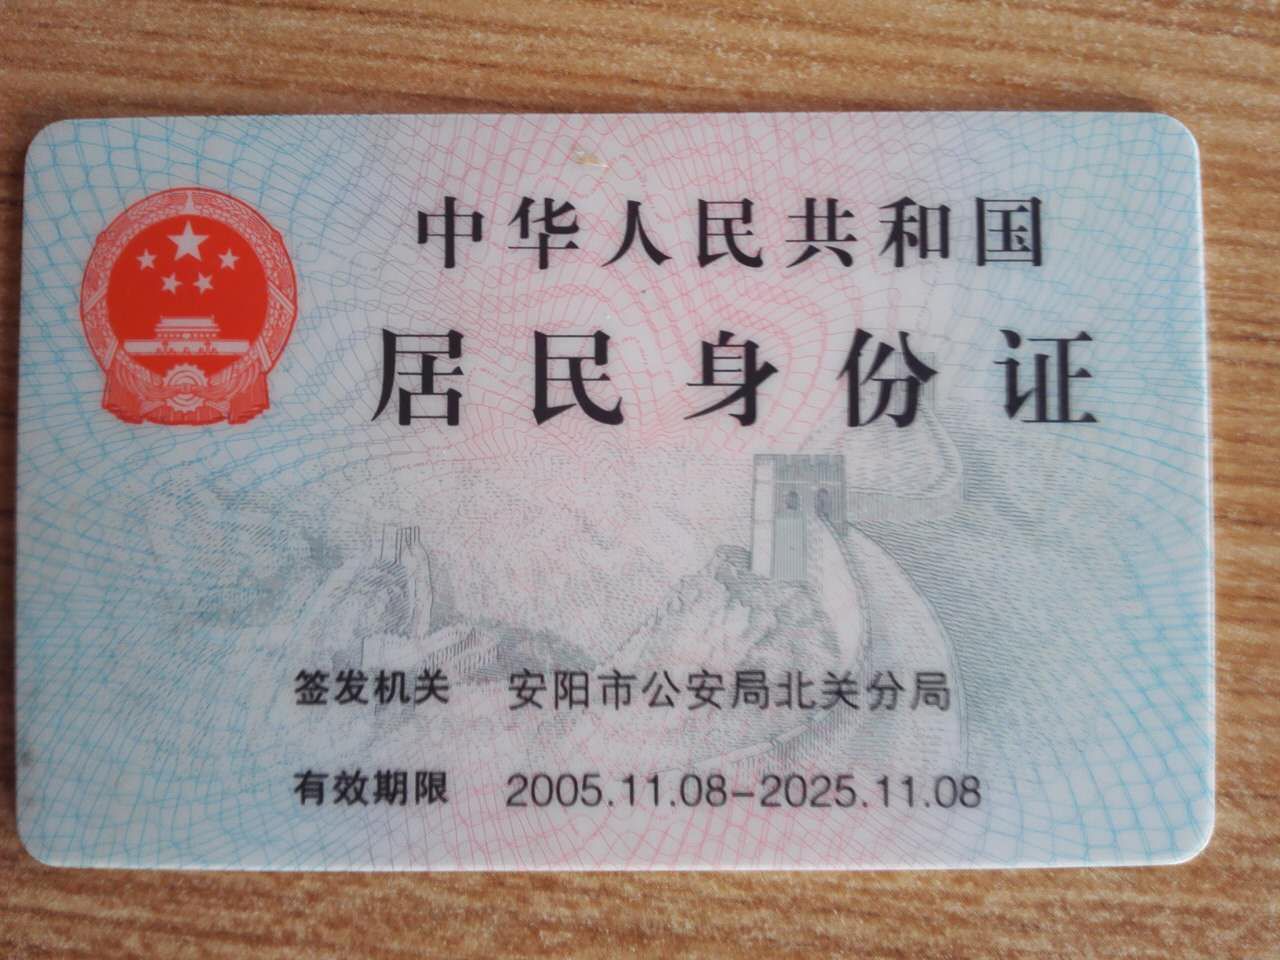 中华人民共和国
居民身份证
签发机关 安阳市公安局北关分局
有效期限 2005.11.08-2025.11.08